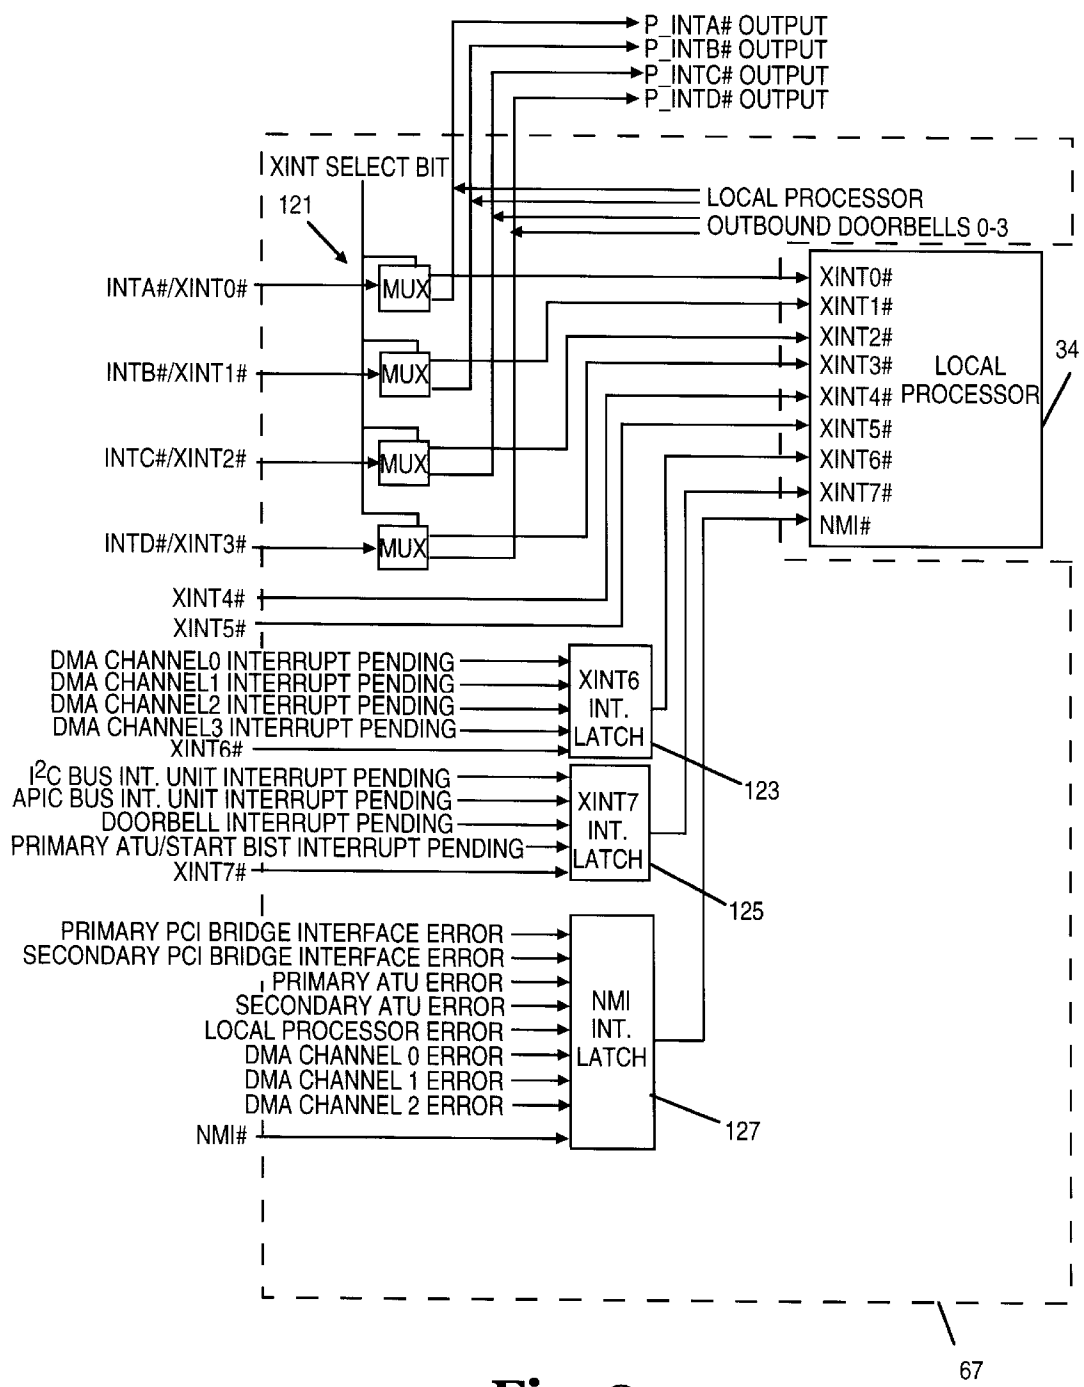 P_INTA# OUTPUT
P_INTB# OUTPUT
P_INTC# OUTPUT
P_INTD# OUTPUT
XINT SELECT BIT
121
LOCAL PROCESSOR
OUTBOUND DOORBELLS 0-3
INTA#/XINT0#
MUX
INTB#/XINT1#
MUX
INTC#/XINT2#
MUX
INTD#/XINT3#
MUX
XINT0#
XINT1#
XINT2#
XINT3#
XINT4#
XINT5#
XINT6#
XINT7#
NMI#
LOCAL
PROCESSOR
34
XINT4#
XINT5#
DMA CHANNEL0 INTERRUPT PENDING
DMA CHANNEL1 INTERRUPT PENDING
DMA CHANNEL2 INTERRUPT PENDING
DMA CHANNEL3 INTERRUPT PENDING
XINT6#
XINT6
INT.
LATCH
123
I2C BUS INT. UNIT INTERRUPT PENDING
APIC BUS INT. UNIT INTERRUPT PENDING
DOORBELL INTERRUPT PENDING
PRIMARY ATU/START BIST INTERRUPT PENDING
XINT7#
XINT7
INT.
LATCH
125
PRIMARY PCI BRIDGE INTERFACE ERROR
SECONDARY PCI BRIDGE INTERFACE ERROR
PRIMARY ATU ERROR
SECONDARY ATU ERROR
LOCAL PROCESSOR ERROR
DMA CHANNEL 0 ERROR
DMA CHANNEL 1 ERROR
DMA CHANNEL 2 ERROR
NMI#
NMI
INT.
LATCH
127
67